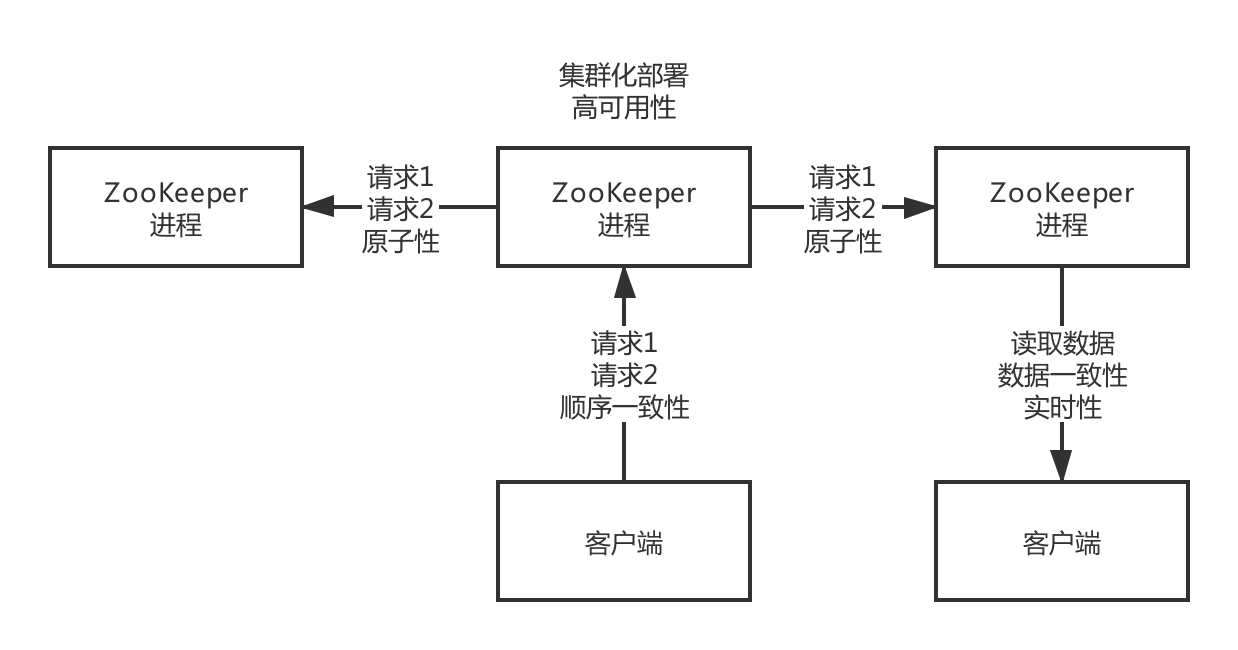 集群化部署
高可用性
ZooKeeper
进程
请求1
请求2
原子性
ZooKeeper
进程
请求1
请求2
原子性
ZooKeeper
进程
请求1
请求2
顺序一致性
读取数据
数据一致性
实时性
客户端
客户端